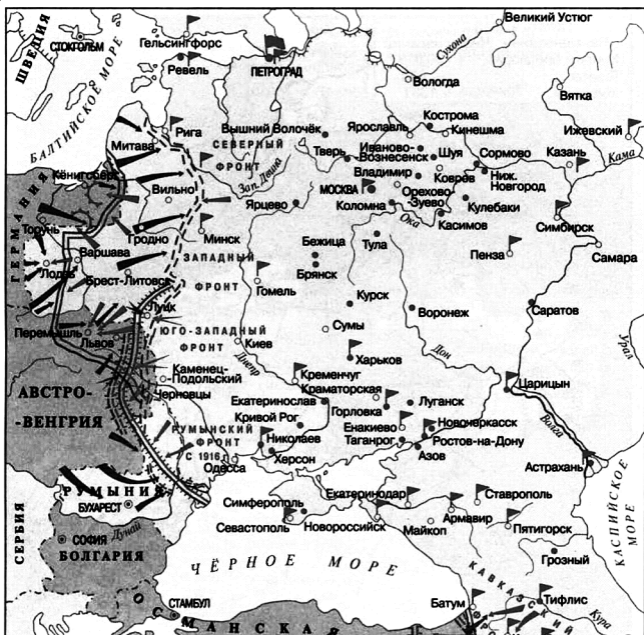 ШВЕЦИЯ
СТОКГОЛЬМ
БАЛТИЙСКОЕ МОРЕ
Гельсингфорс
Ревель
ПЕТРОГРАД
Великий Устюг
Сухона
Вологда
Вятка
Ижевский
Казань
Кама
Рига
Митава
СЕВЕРНЫЙ
ФРОНТ
Зап. Двина
Вышний Волочёк
Тверь
Ярославль
Кострома
Кинешма
Иваново-
Вознесенск
Шуя
Сормово
Владимир
Ковров
Ниж.
Новгород
МОСКВА
Орехово-
Зуево
Коломна
Кулебаки
Касимов
Ока
Ярцево
Симбирск
Самара
Кёнигсберг
ГЕРМАНИЯ
Вильно
Торунь
Гродно
Минск
Варшава
Лодзь
Брест-Литовск
ЗАПАДНЫЙ
ФРОНТ
Бежица
Брянск
Тула
Пенза
Гомель
Курск
Воронеж
Саратов
Урал
Луцк
Перемышль
Львов
ЮГО-ЗАПАДНЫЙ
ФРОНТ
Киев
Сумы
Харьков
Дон
Днепр
Каменец-
-Подольский
Черновцы
АВСТРО-
-ВЕНГРИЯ
Кременчуг
Краматорская
Екатеринослав
Горловка
Луганск
Царицын
Волга
Кривой Рог
Енакиево
Новочеркасск
Таганрог
Ростов-на-Дону
Азов
Астрахань
РУМЫНСКИЙ
ФРОНТ
С 1916 г.
Николаев
Херсон
Одесса
РУМЫНИЯ
БУХАРЕСТ
Дунай
СЕРБИЯ
СОФИЯ
БОЛГАРИЯ
Симферополь
Севастополь
Екатеринодар
Новороссийск
Майкоп
Армавир
Ставрополь
Пятигорск
Грозный
КАСПИЙСКОЕ
МОРЕ
ЧЁРНОЕ МОРЕ
СТАМБУЛ
ОСМАНСКАЯ
Батум
Тифлис
КАВКАЗСКИЙ
Кура